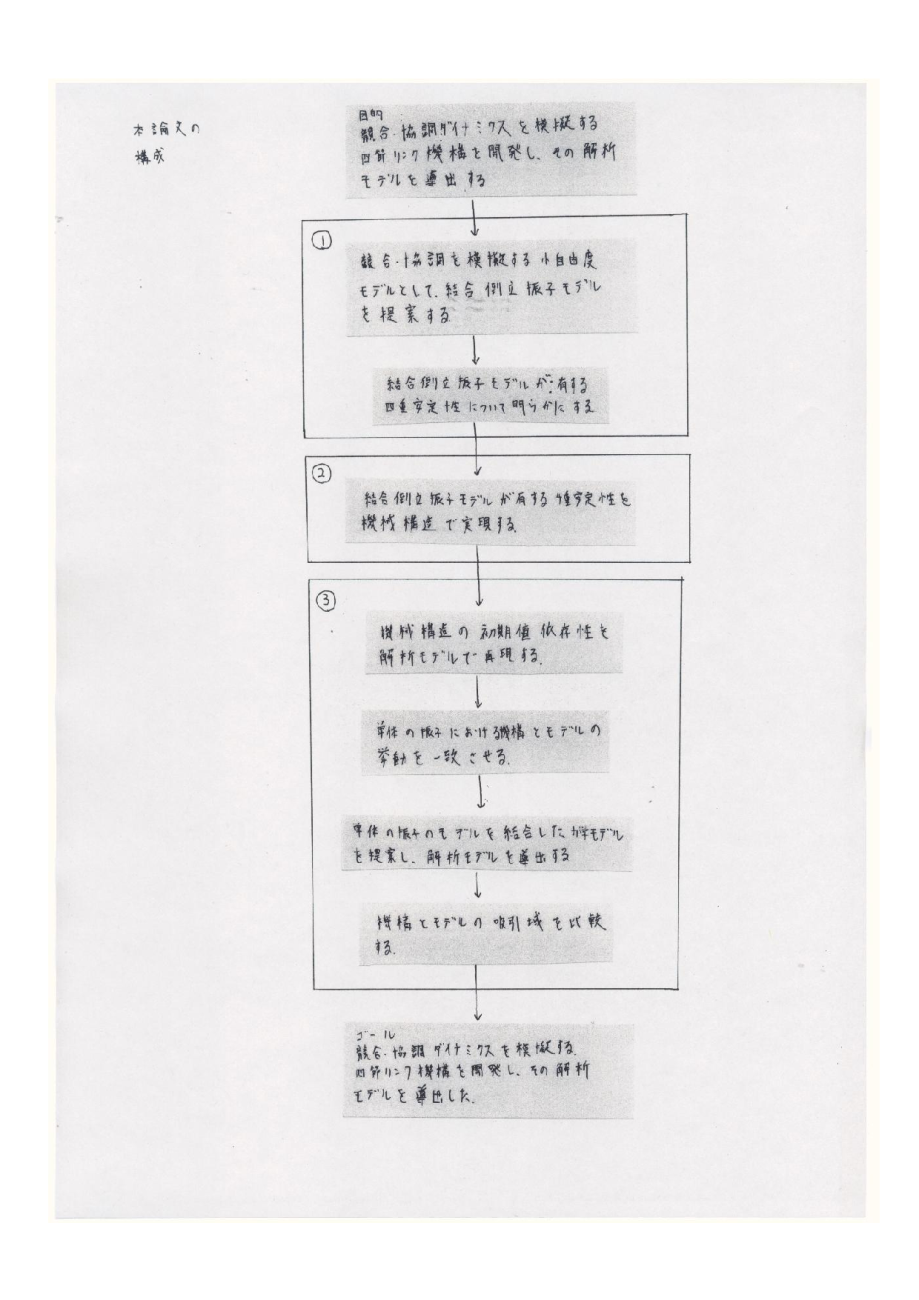 本論文の
構成
目的
競合・協調ダイナミクスを模擬する
四節リンク機構を開発し、その解析
モデルを導出する
①
競合・協調を模擬する小自由度
モデルとして、結合倒立振子モデル
を提案する
結合倒立振子モデルが有する
四重安定性について明らかにする
②
結合倒立振子モデルが有する 重安定性を
機械構造で実現する.
③
機械構造の初期値依存性を
解析モデルで再現する.
単体の振子における機構とモデルの
挙動を一致させる.
単体の振子のモデルを結合した力学モデル
を提案し、解析モデルを導出する
機構とモデルの吸引域を比較
する.
ゴール
競合・協調ダイナミクスを模擬する.
四節リンク機構を開発し、その解析
モデルを導出した.